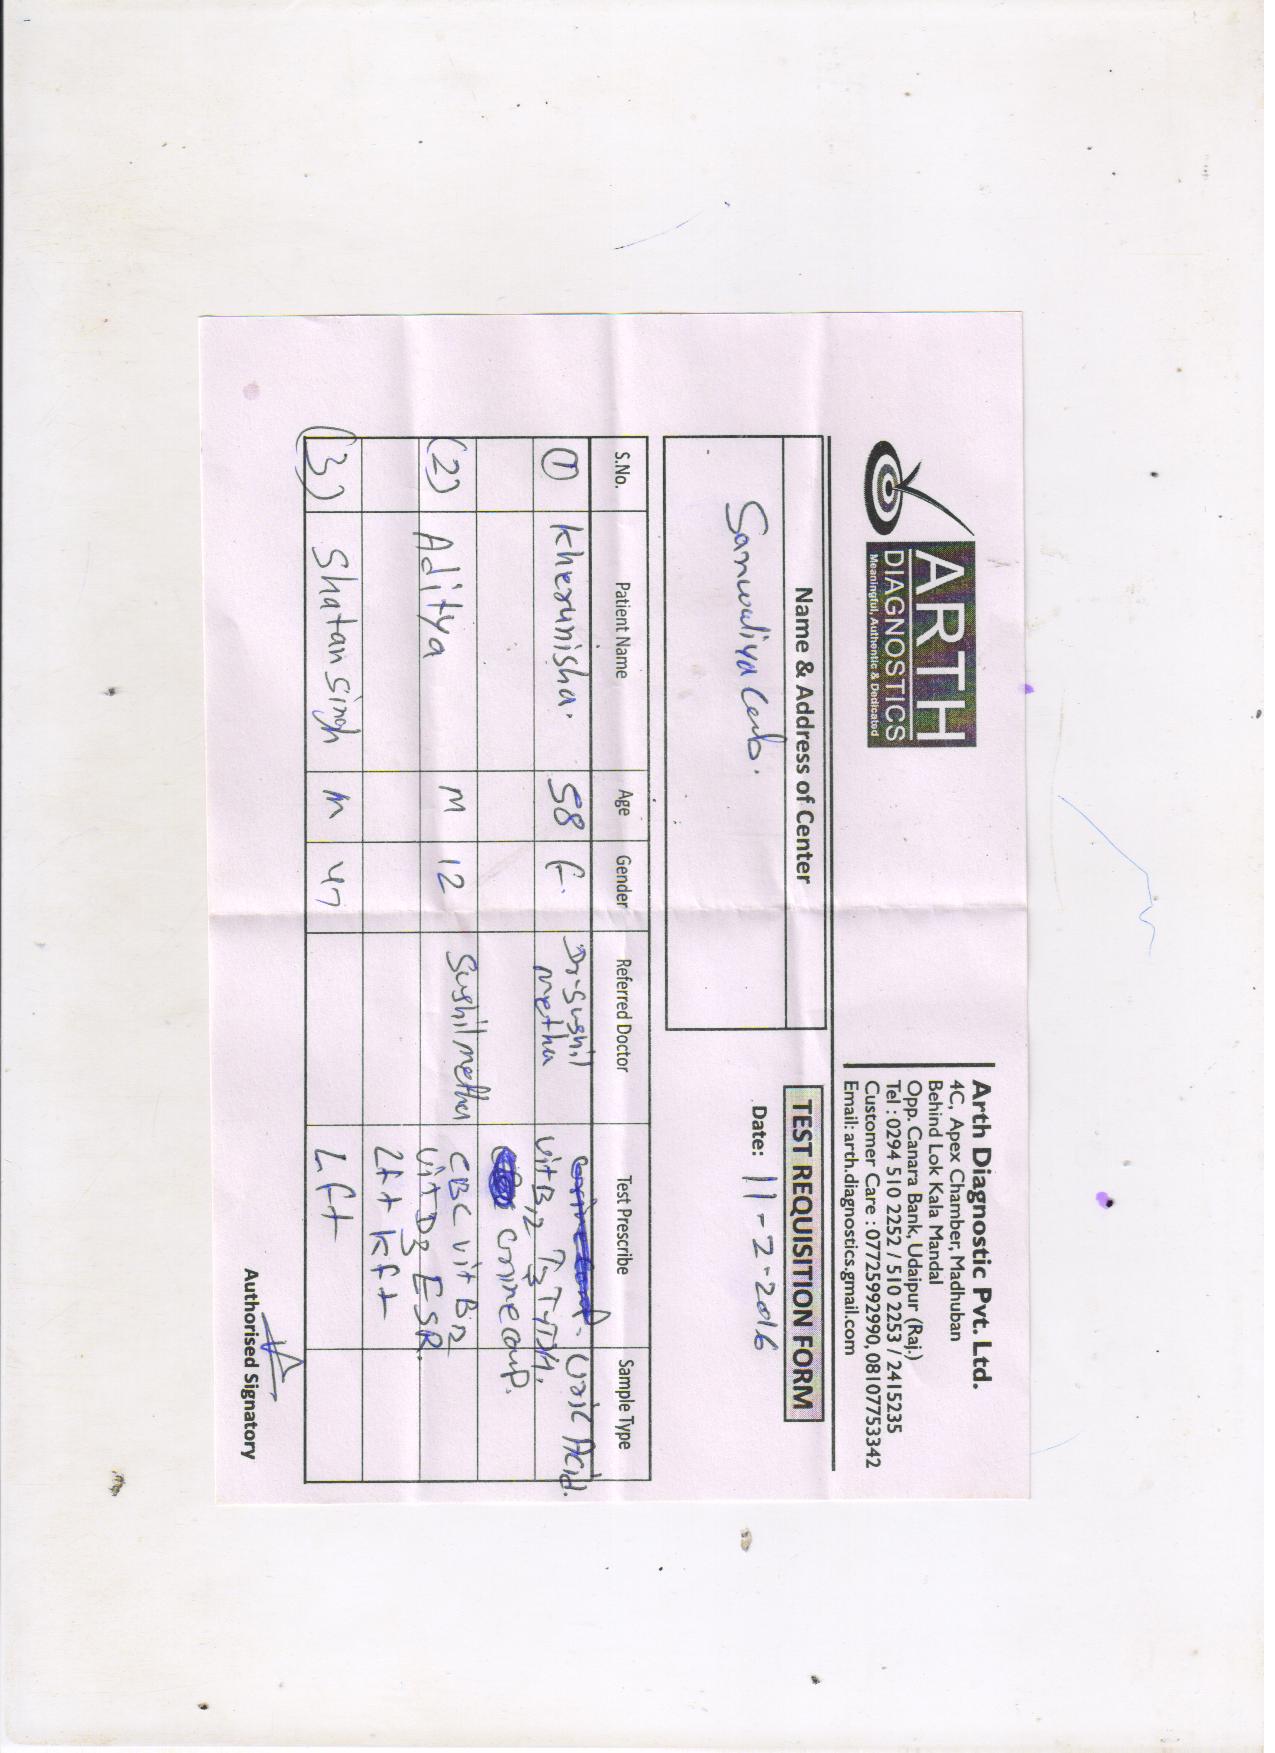 ARTH
DIAGNOSTICS
Meaningful, Authentic & Dedicated
Arth Diagnostic Pvt. Ltd.
4C, Apex Chamber, Madhuban
Behind Lok Kala Mandal
Opp. Canara Bank, Udaipur (Raj.)
Tel : 0294 510 2252 / 510 2253 / 2415235
Customer Care : 07725992990, 08107753342
Email: arth.diagnostics.gmail.com
Name & Address of Center
Sanwaliya Lab.
TEST REQUISITION FORM
Date: 11-2-2016
S.No. Patient Name Age Gender Referred Doctor Test Prescribe Sample Type
① Kherunisha. 58 f. Dr-Sushil Uric Acid.
Metha Vit B12 T3 T4 TSH.
Corine comp.
(2) Aditya M 12 Sushil metha CBC Vit B12
Vit D3 ESR.
Lft Kft
(3) Shatan Singh M 47 Lft
Authorised Signatory